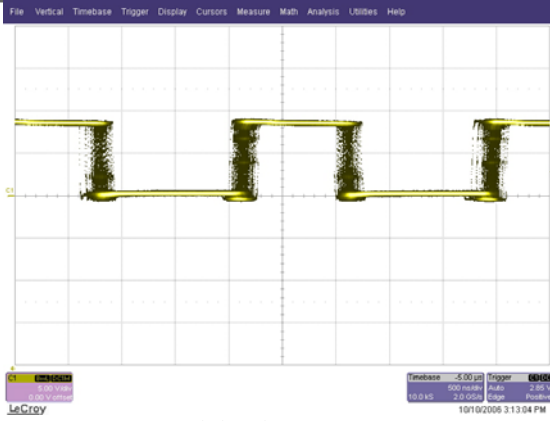 File Vertical Timebase Trigger Display Cursors Measure Math Analysis Utilities Help
C1
C1
5.00 V/div
0.00 V offset
Timebase -5.00 µs
500 ns/div
10.0 kS 2.0 GS/s
Trigger C1 DC
Auto 2.85 V
Edge Positive
LeCroy
10/10/2006 3:13:04 PM